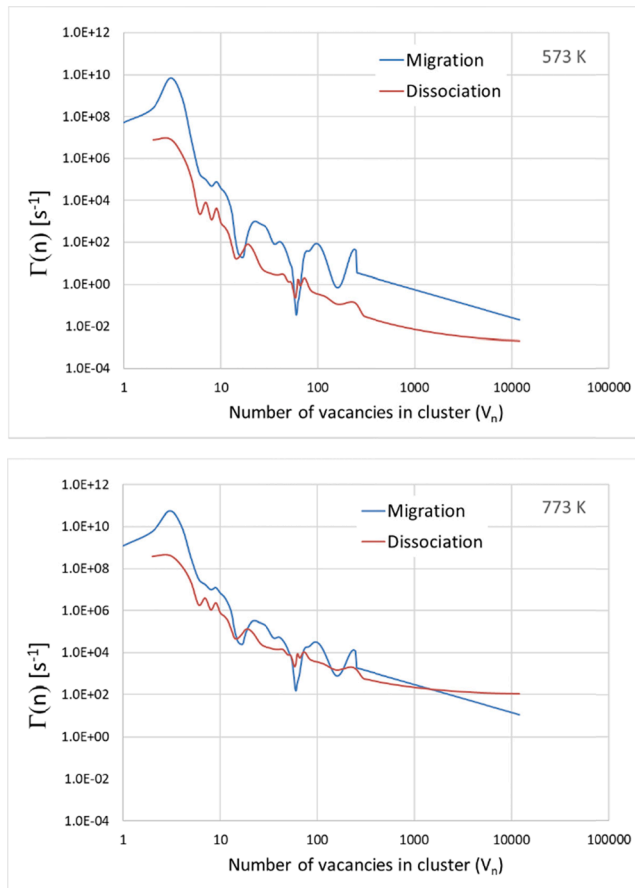 1.0E+12
573 K
Migration
1.0E+10
Dissociation
1.0E+08
1.0E+06
Γ(n) [s⁻¹]
1.0E+04
1.0E+02
1.0E+00
1.0E-02
1.0E-04
1 10 100 1000 10000 100000
Number of vacancies in cluster (Vₙ)
1.0E+12
773 K
Migration
1.0E+10
Dissociation
1.0E+08
1.0E+06
Γ(n) [s⁻¹]
1.0E+04
1.0E+02
1.0E+00
1.0E-02
1.0E-04
1 10 100 1000 10000 100000
Number of vacancies in cluster (Vₙ)